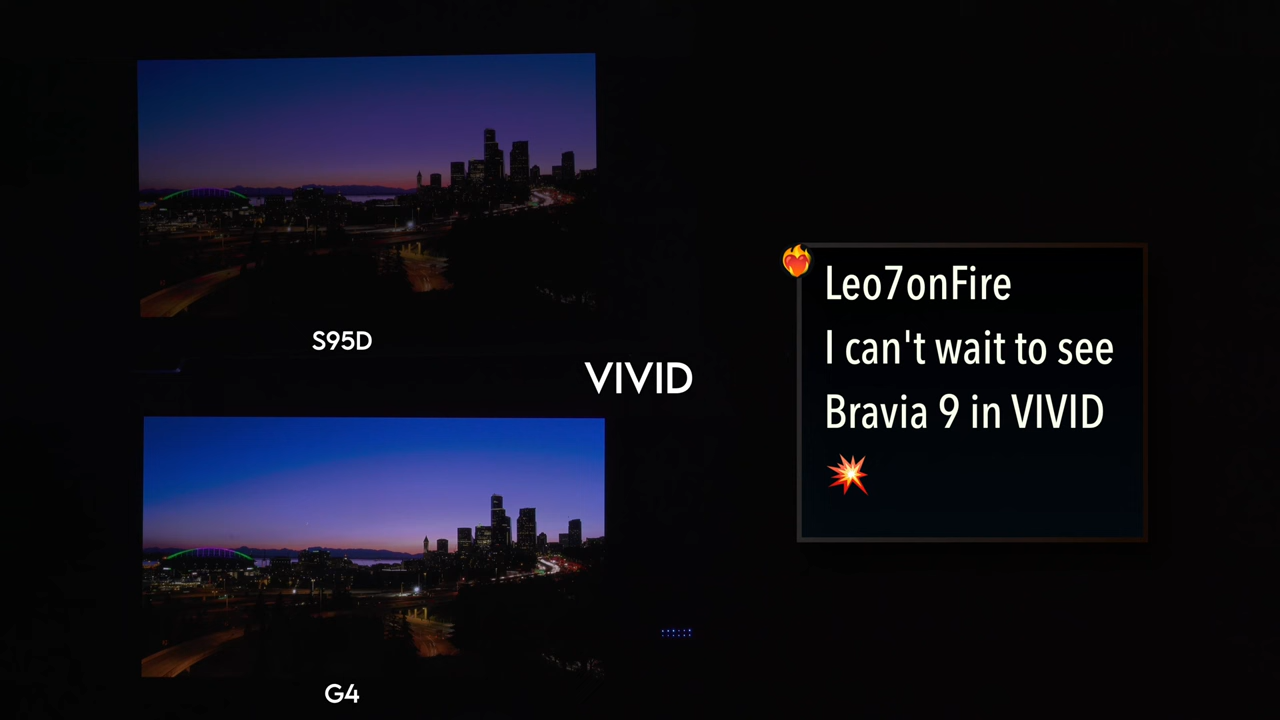 S95D
VIVID
G4
Leo7onFire
I can't wait to see
Bravia 9 in VIVID
💥